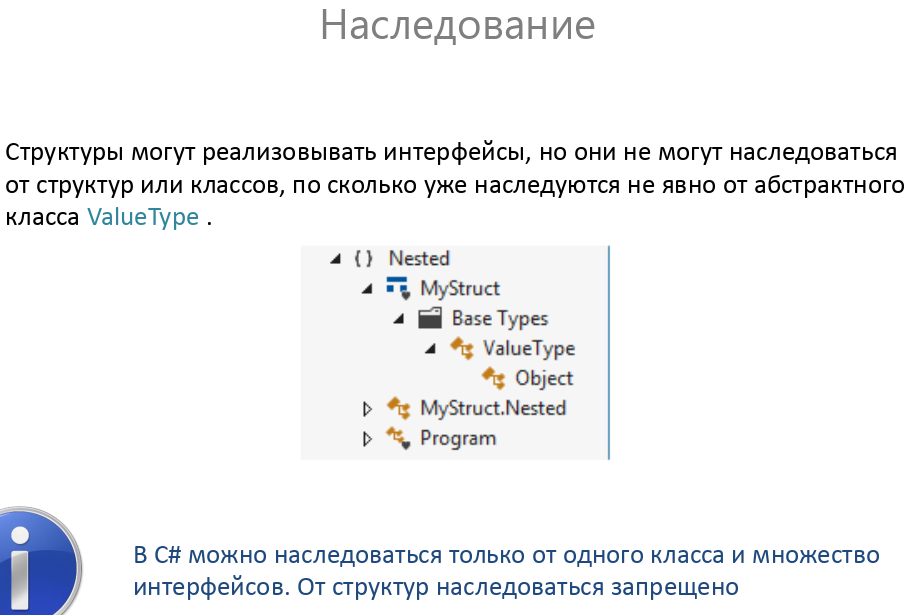 Наследование
Структуры могут реализовывать интерфейсы, но они не могут наследоваться
от структур или классов, по сколько уже наследуются не явно от абстрактного
класса ValueType .
{ } Nested
MyStruct
Base Types
ValueType
Object
MyStruct.Nested
Program
В C# можно наследоваться только от одного класса и множество
интерфейсов. От структур наследоваться запрещено